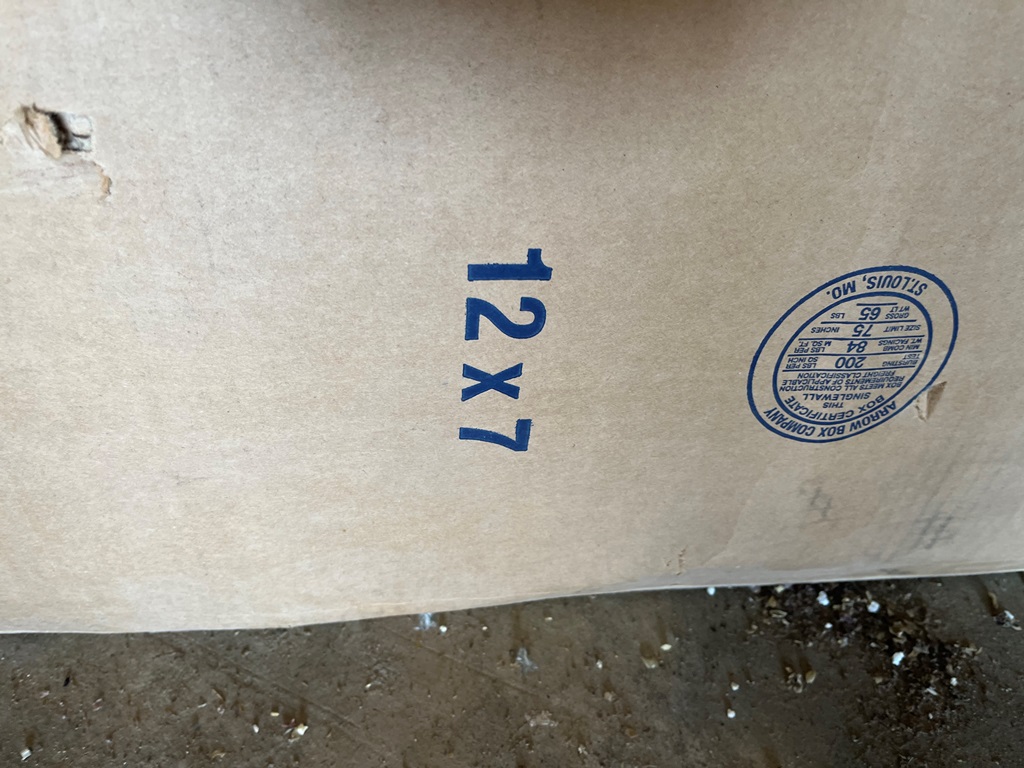 12 x 7
ARROW BOX COMPANY
BOX CERTIFICATE
THIS
SINGLEWALL
BOX MEETS ALL CONSTRUCTION
REQUIREMENTS OF APPLICABLE
FREIGHT CLASSIFICATION
BURSTING TEST 200 LBS PER SQ INCH
MIN COMB WT. FACINGS 84 LBS PER M SQ. FT.
SIZE LIMIT 75 INCHES
GROSS WT LT 65 LBS
ST. LOUIS, MO.